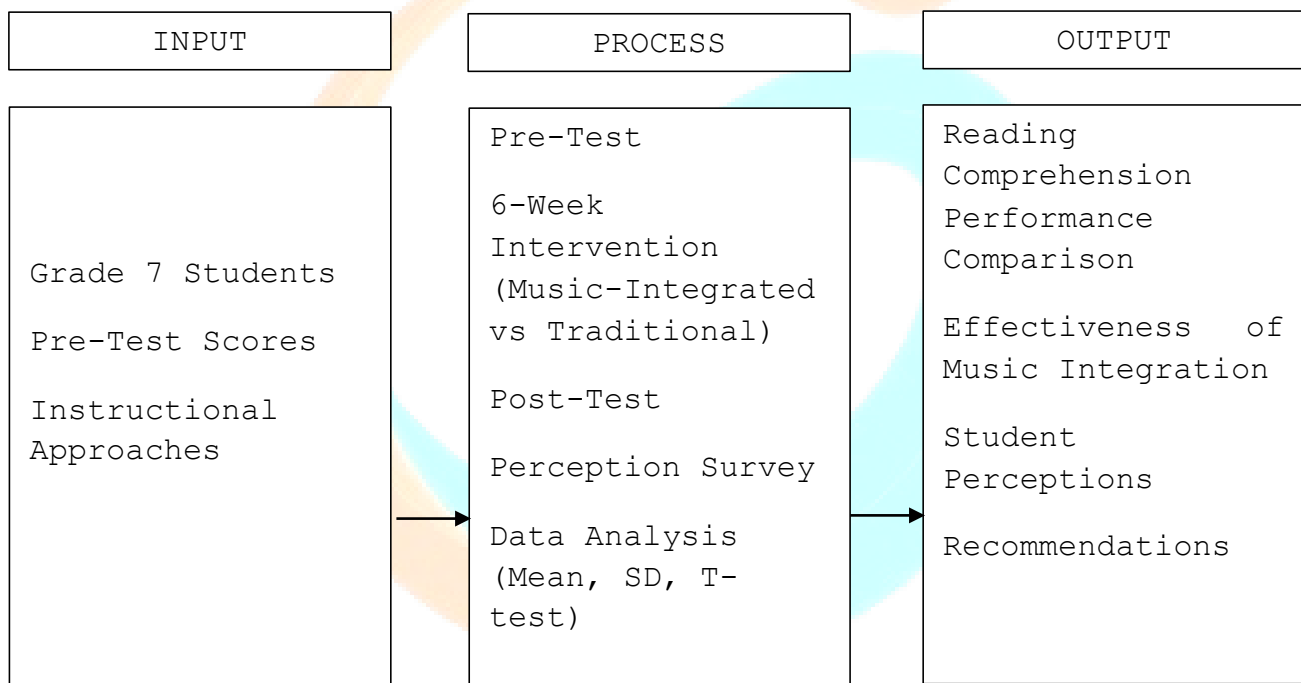 INPUT
Grade 7 Students
Pre-Test Scores
Instructional
Approaches
PROCESS
Pre-Test
6-Week
Intervention
(Music-Integrated
vs Traditional)
Post-Test
Perception Survey
Data Analysis
(Mean, SD, T-
test)
OUTPUT
Reading
Comprehension
Performance
Comparison
Effectiveness of
Music Integration
Student
Perceptions
Recommendations